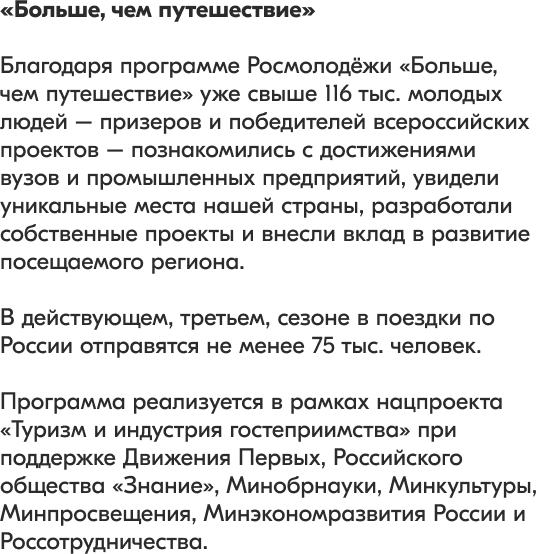 «Больше, чем путешествие»
Благодаря программе Росмолодёжи «Больше,
чем путешествие» уже свыше 116 тыс. молодых
людей — призеров и победителей всероссийских
проектов — познакомились с достижениями
вузов и промышленных предприятий, увидели
уникальные места нашей страны, разработали
собственные проекты и внесли вклад в развитие
посещаемого региона.
В действующем, третьем, сезоне в поездки по
России отправятся не менее 75 тыс. человек.
Программа реализуется в рамках нацпроекта
«Туризм и индустрия гостеприимства» при
поддержке Движения Первых, Российского
общества «Знание», Минобрнауки, Минкультуры,
Минпросвещения, Минэкономразвития России и
Россотрудничества.